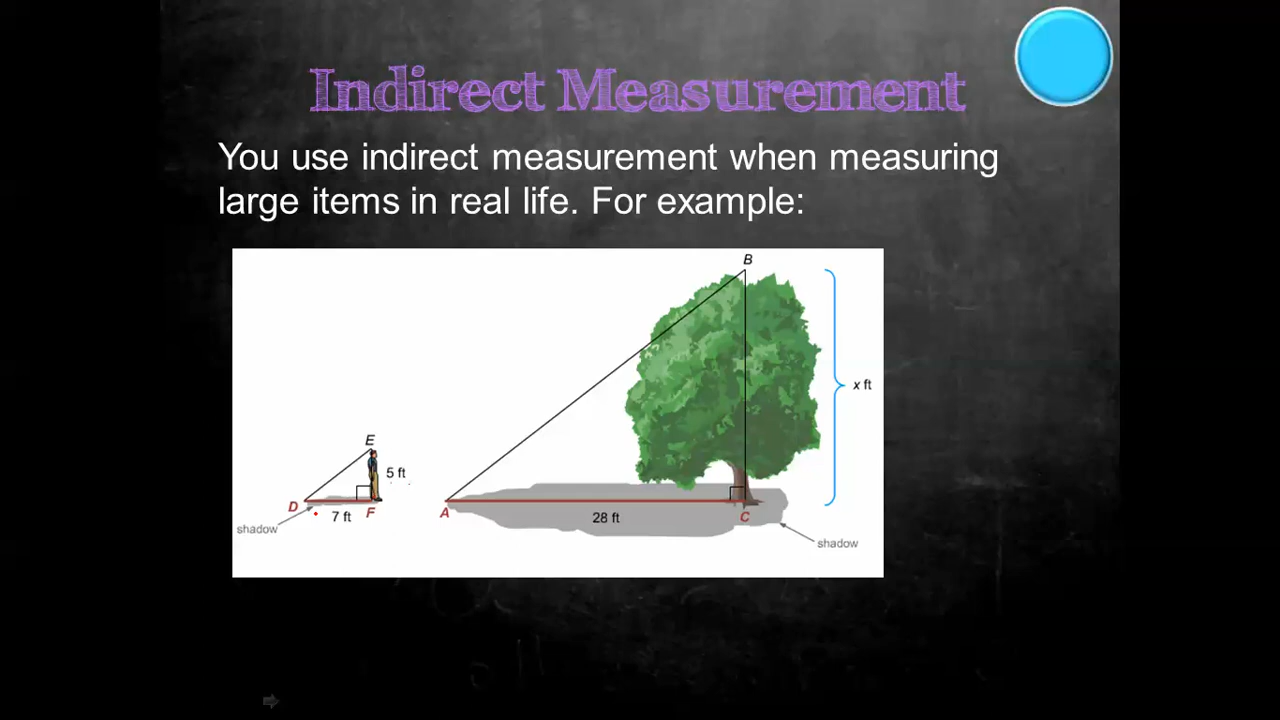 Indirect Measurement
You use indirect measurement when measuring
large items in real life. For example:
B
x ft
E
5 ft
D
7 ft
F
A
28 ft
C
shadow
shadow